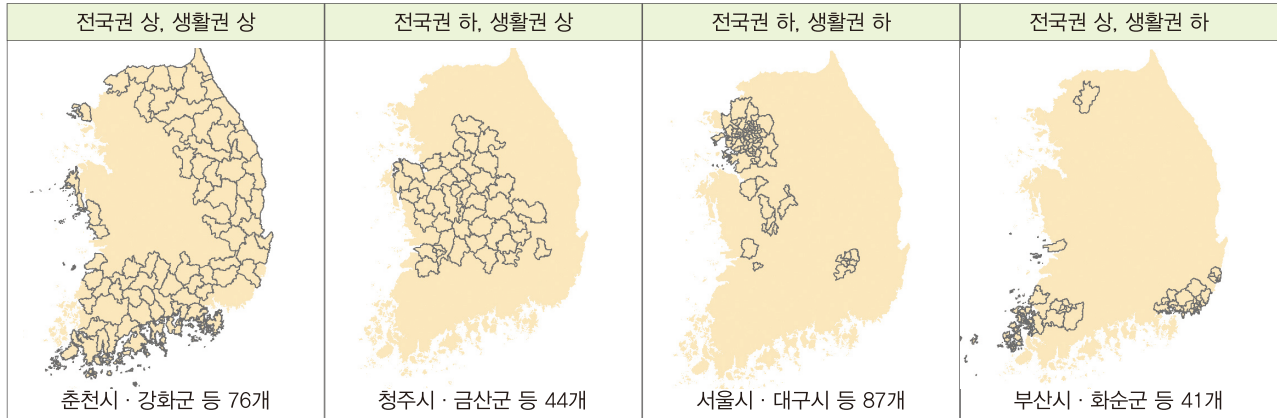 전국권 상, 생활권 상
전국권 하, 생활권 상
전국권 하, 생활권 하
전국권 상, 생활권 하
춘천시 · 강화군 등 76개
청주시 · 금산군 등 44개
서울시 · 대구시 등 87개
부산시 · 화순군 등 41개